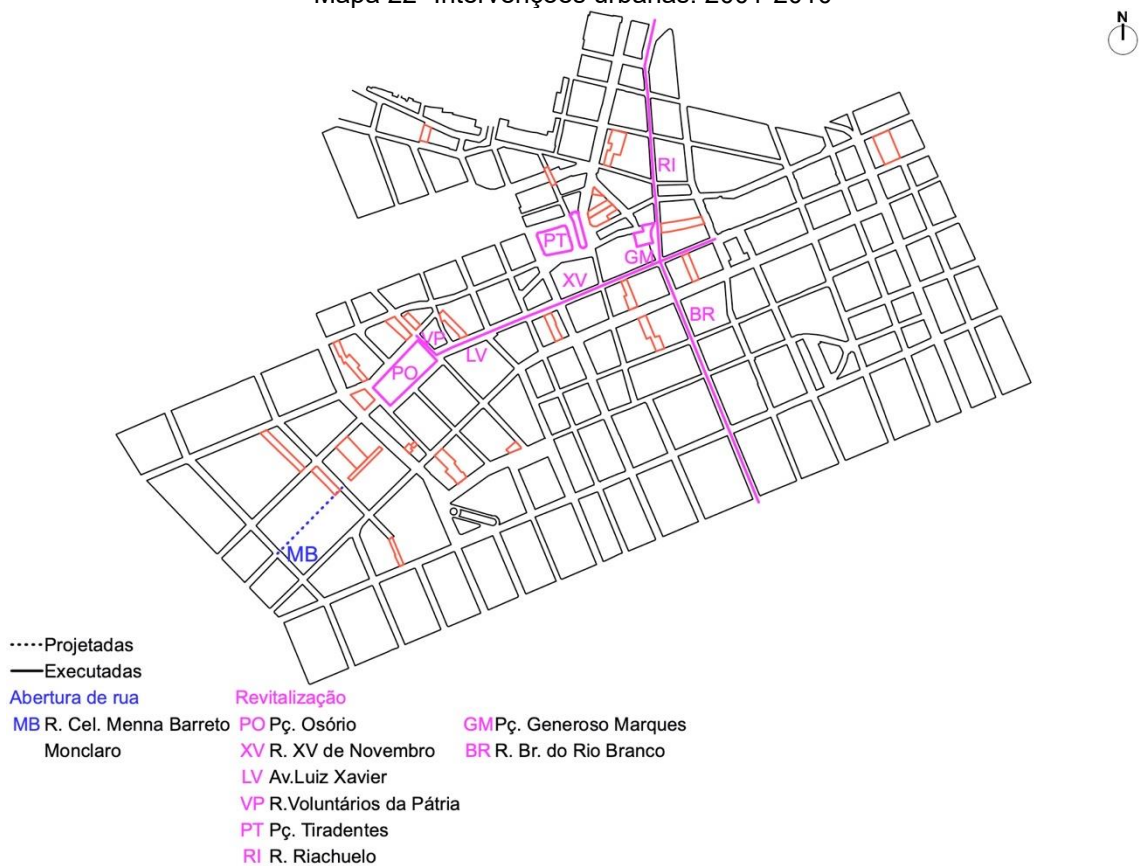 Mapa 22- Intervenções urbanas: 2001-2010
N
RI
PT
GM
XV
BR
VP
LV
PO
MB
Projetadas
Executadas
Abertura de rua Revitalização
MB R. Cel. Menna Barreto PO Pç. Osório GM Pç. Generoso Marques
Monclaro XV R. XV de Novembro BR R. Br. do Rio Branco
LV Av.Luiz Xavier
VP R.Voluntários da Pátria
PT Pç. Tiradentes
RI R. Riachuelo